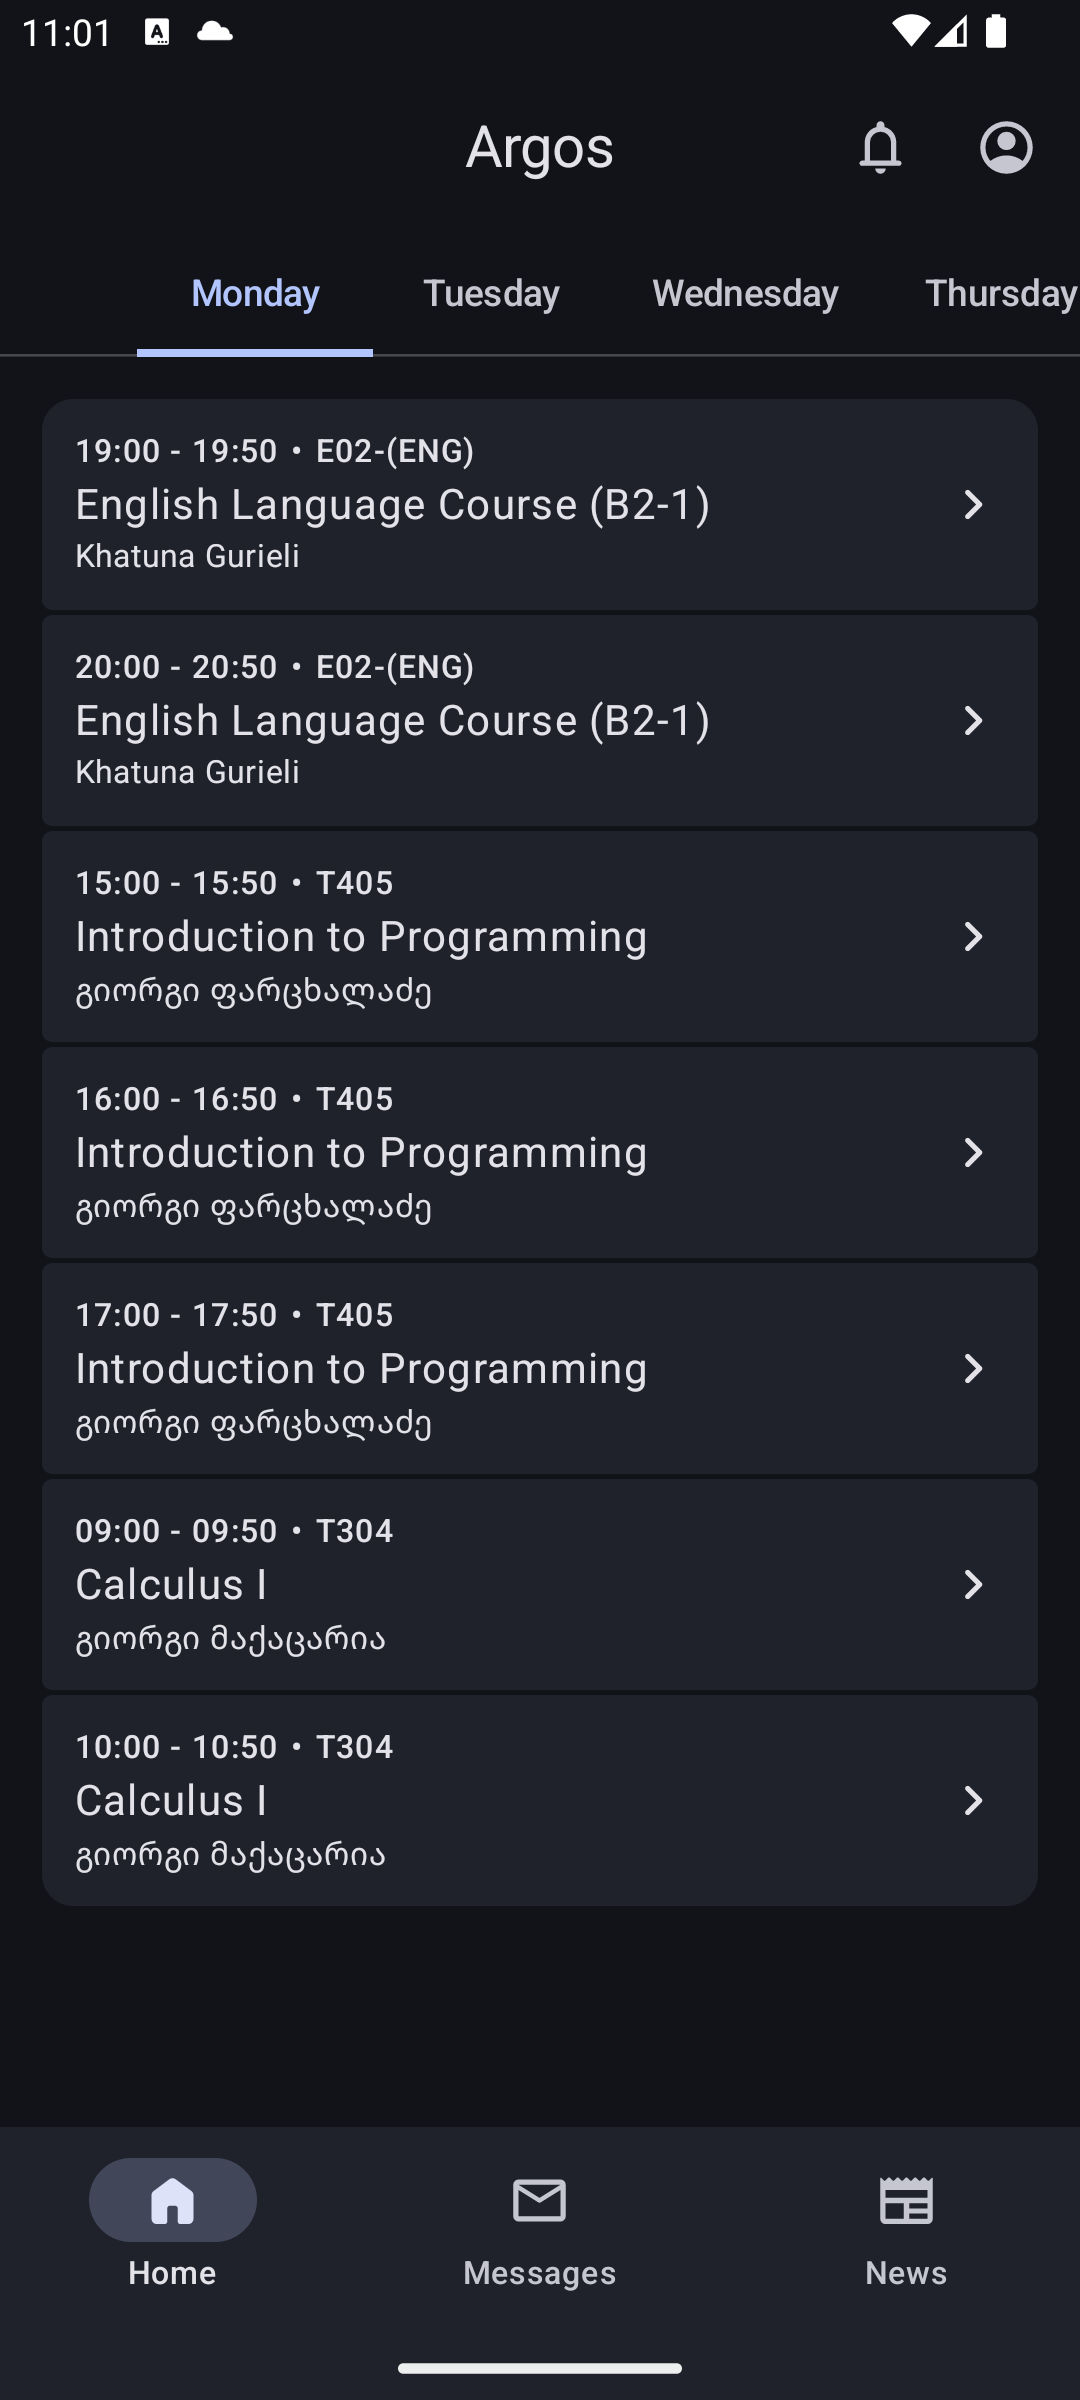 11:01
Argos
Monday Tuesday Wednesday Thursday
19:00 - 19:50 • E02-(ENG)
English Language Course (B2-1)
Khatuna Gurieli
20:00 - 20:50 • E02-(ENG)
English Language Course (B2-1)
Khatuna Gurieli
15:00 - 15:50 • T405
Introduction to Programming
გიორგი ფარცხალაძე
16:00 - 16:50 • T405
Introduction to Programming
გიორგი ფარცხალაძე
17:00 - 17:50 • T405
Introduction to Programming
გიორგი ფარცხალაძე
09:00 - 09:50 • T304
Calculus I
გიორგი მაქაცარია
10:00 - 10:50 • T304
Calculus I
გიორგი მაქაცარია
Home Messages News